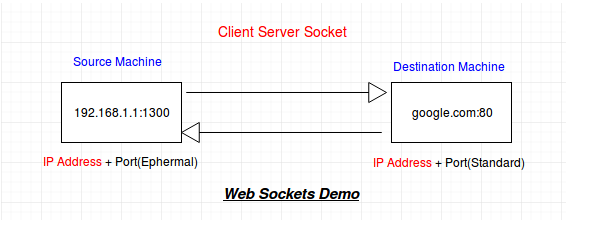 Client Server Socket
Source Machine
Destination Machine
192.168.1.1:1300
google.com:80
IP Address + Port(Ephermal)
IP Address + Port(Standard)
Web Sockets Demo